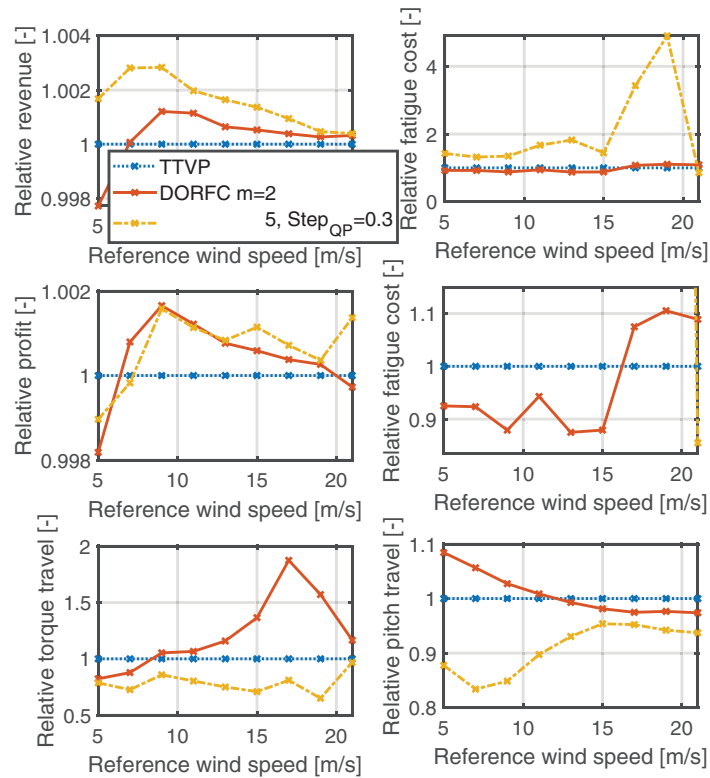 Relative revenue [-]
1.004
1.002
1
0.998
5
TTVP
DORFC m=2
5, Step_QP=0.3
Reference wind speed [m/s]
Relative fatigue cost [-]
4
2
1
0
5 10 15 20
Reference wind speed [m/s]
Relative profit [-]
1.002
1
0.998
5 10 15 20
Reference wind speed [m/s]
Relative fatigue cost [-]
1.1
1
0.9
5 10 15 20
Reference wind speed [m/s]
Relative torque travel [-]
2
1.5
1
0.5
5 10 15 20
Reference wind speed [m/s]
Relative pitch travel [-]
1.1
1
0.9
0.8
5 10 15 20
Reference wind speed [m/s]